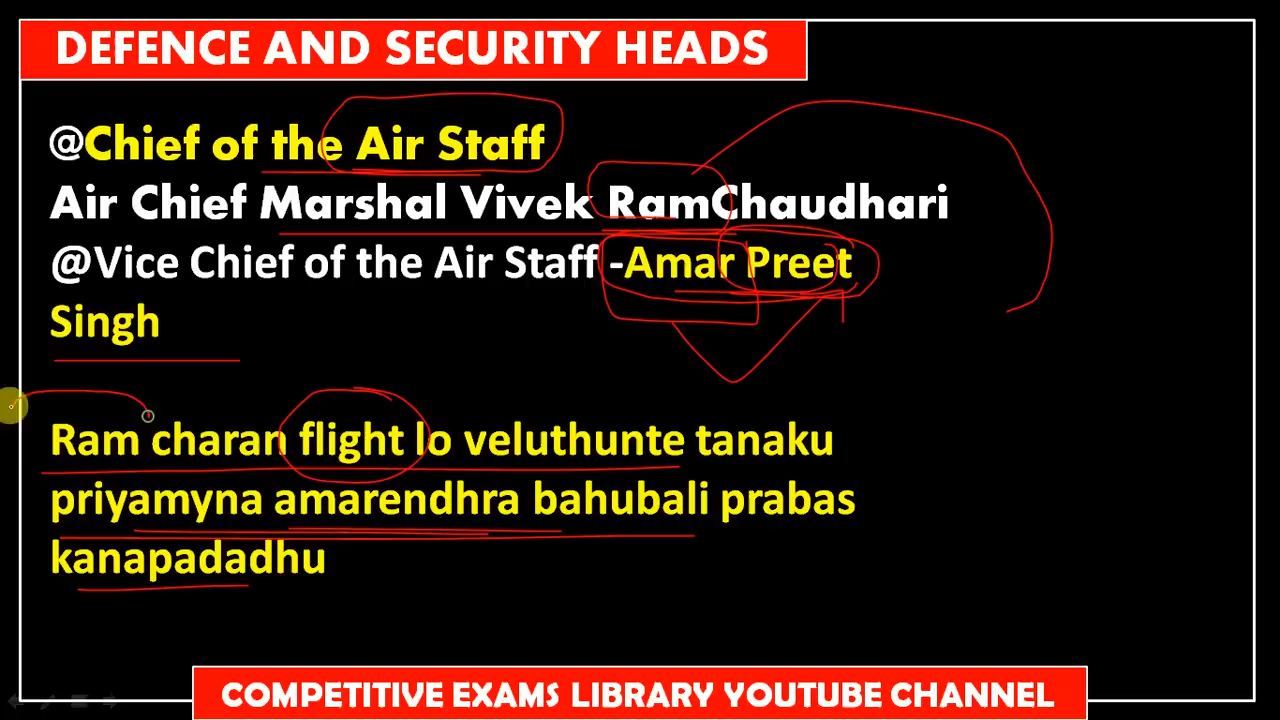 DEFENCE AND SECURITY HEADS
@Chief of the Air Staff
Air Chief Marshal Vivek RamChaudhari
@Vice Chief of the Air Staff -Amar Preet
Singh
Ram charan flight lo veluthunte tanaku
priyamyna amarendhra bahubali prabas
kanapadadhu
COMPETITIVE EXAMS LIBRARY YOUTUBE CHANNEL